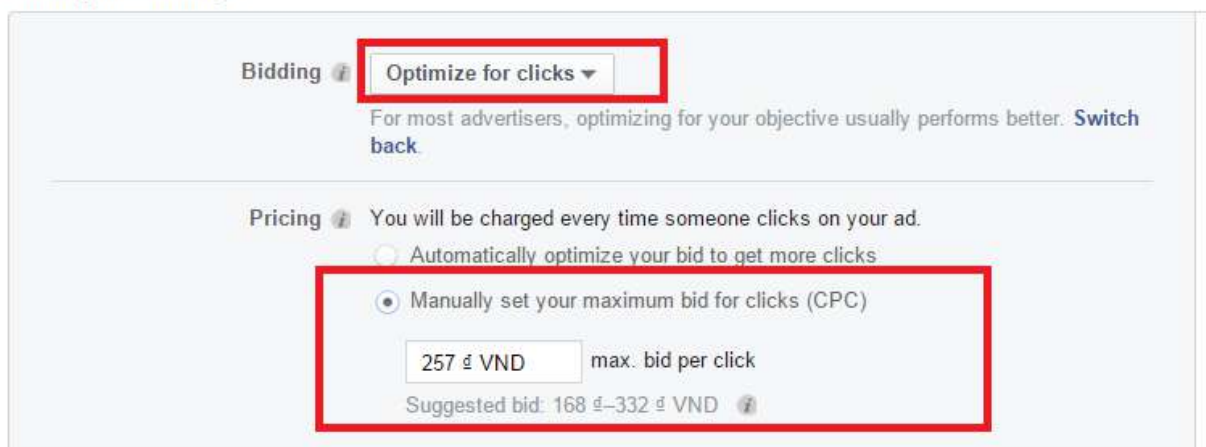 Bidding i Optimize for clicks
For most advertisers, optimizing for your objective usually performs better. Switch
back.
Pricing i You will be charged every time someone clicks on your ad.
Automatically optimize your bid to get more clicks
Manually set your maximum bid for clicks (CPC)
257 ₫ VND max. bid per click
Suggested bid: 168 ₫–332 ₫ VND i